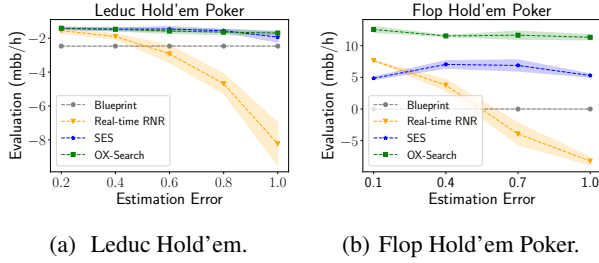 Leduc Hold'em Poker
Evaluation (mbb/h)
−2
−4
−6
−8
Blueprint
Real-time RNR
SES
OX-Search
0.2 0.4 0.6 0.8 1.0
Estimation Error
(a) Leduc Hold'em.
Flop Hold'em Poker
Evaluation (mbb/h)
10
5
0
−5
Blueprint
Real-time RNR
SES
OX-Search
0.1 0.4 0.7 1.0
Estimation Error
(b) Flop Hold'em Poker.